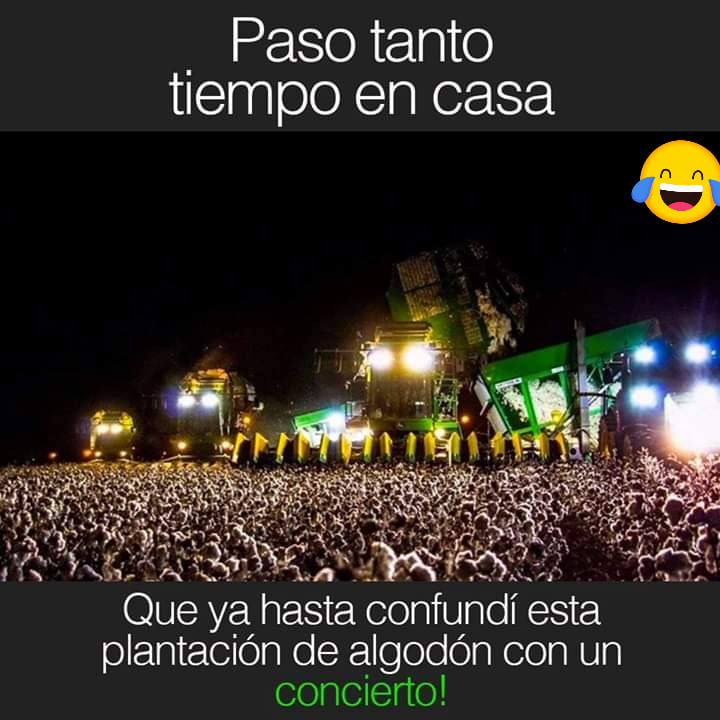 Paso tanto
tiempo en casa
Que ya hasta confundí esta
plantación de algodón con un
concierto!